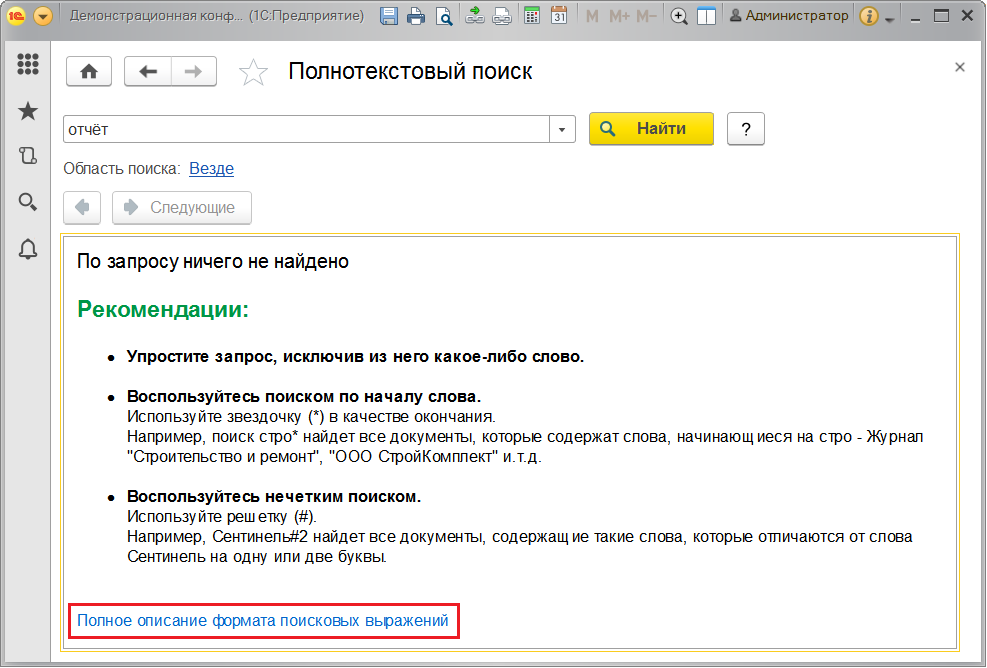 1С Демонстрационная конф... (1С:Предприятие) 31 M M+ M- Администратор i
Полнотекстовый поиск
отчёт Найти ?
Область поиска: Везде
Следующие
По запросу ничего не найдено
Рекомендации:
Упростите запрос, исключив из него какое-либо слово.
Воспользуйтесь поиском по началу слова.
Используйте звездочку (*) в качестве окончания.
Например, поиск стро* найдет все документы, которые содержат слова, начинающиеся на стро - Журнал
"Строительство и ремонт", "ООО СтройКомплект" и.т.д.
Воспользуйтесь нечетким поиском.
Используйте решетку (#).
Например, Сентинель#2 найдет все документы, содержащие такие слова, которые отличаются от слова
Сентинель на одну или две буквы.
Полное описание формата поисковых выражений